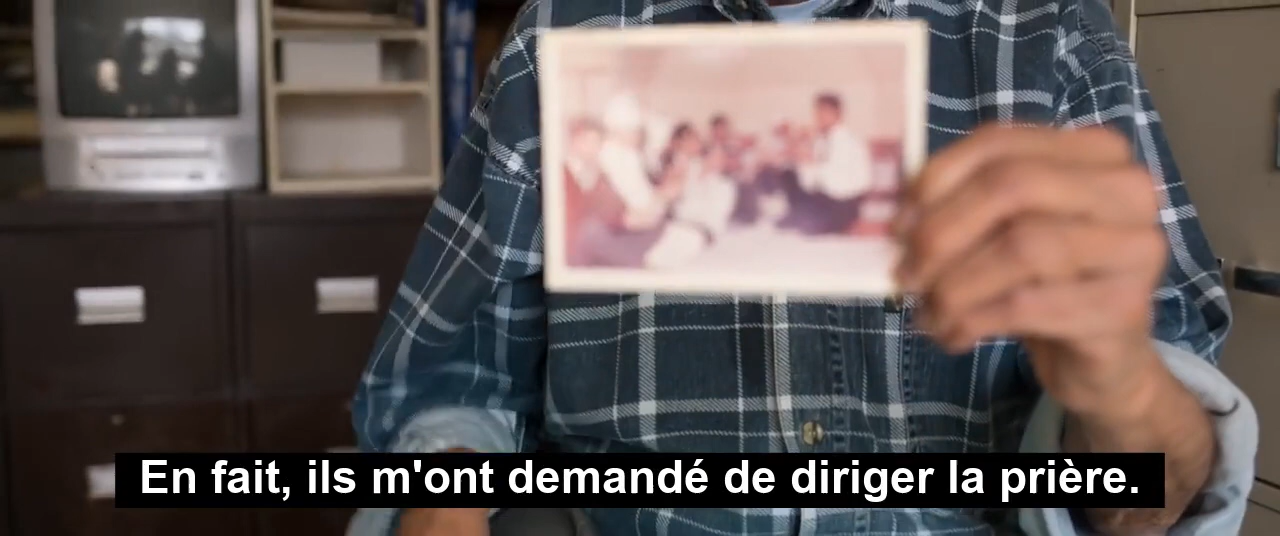 En fait, ils m'ont demandé de diriger la prière.